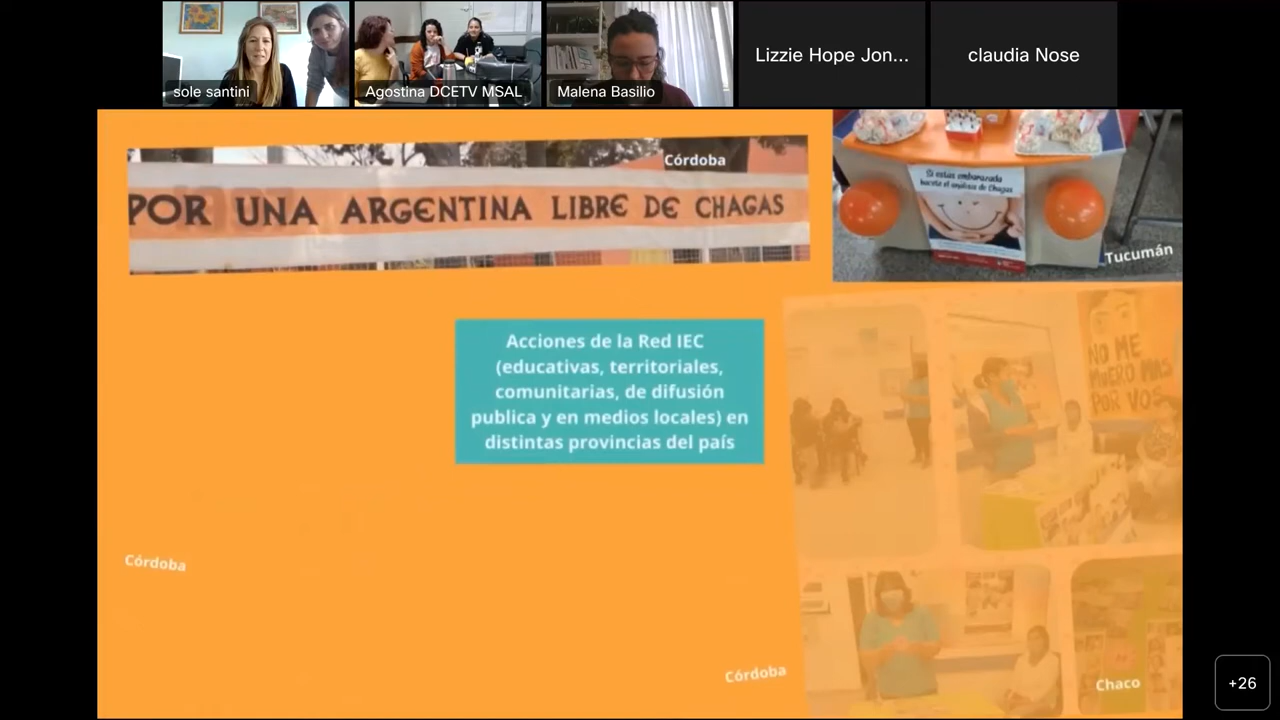 sole santini
Agostina DCETV MSAL
Malena Basilio
Lizzie Hope Jon...
claudia Nose
Córdoba
POR UNA ARGENTINA LIBRE DE CHAGAS
Si estas embarazada
hacete el análisis de Chagas
Tucumán
Acciones de la Red IEC
(educativas, territoriales,
comunitarias, de difusión
publica y en medios locales) en
distintas provincias del país
NO ME
MUERO MAS
POR VOS
Córdoba
Córdoba
Chaco
+26